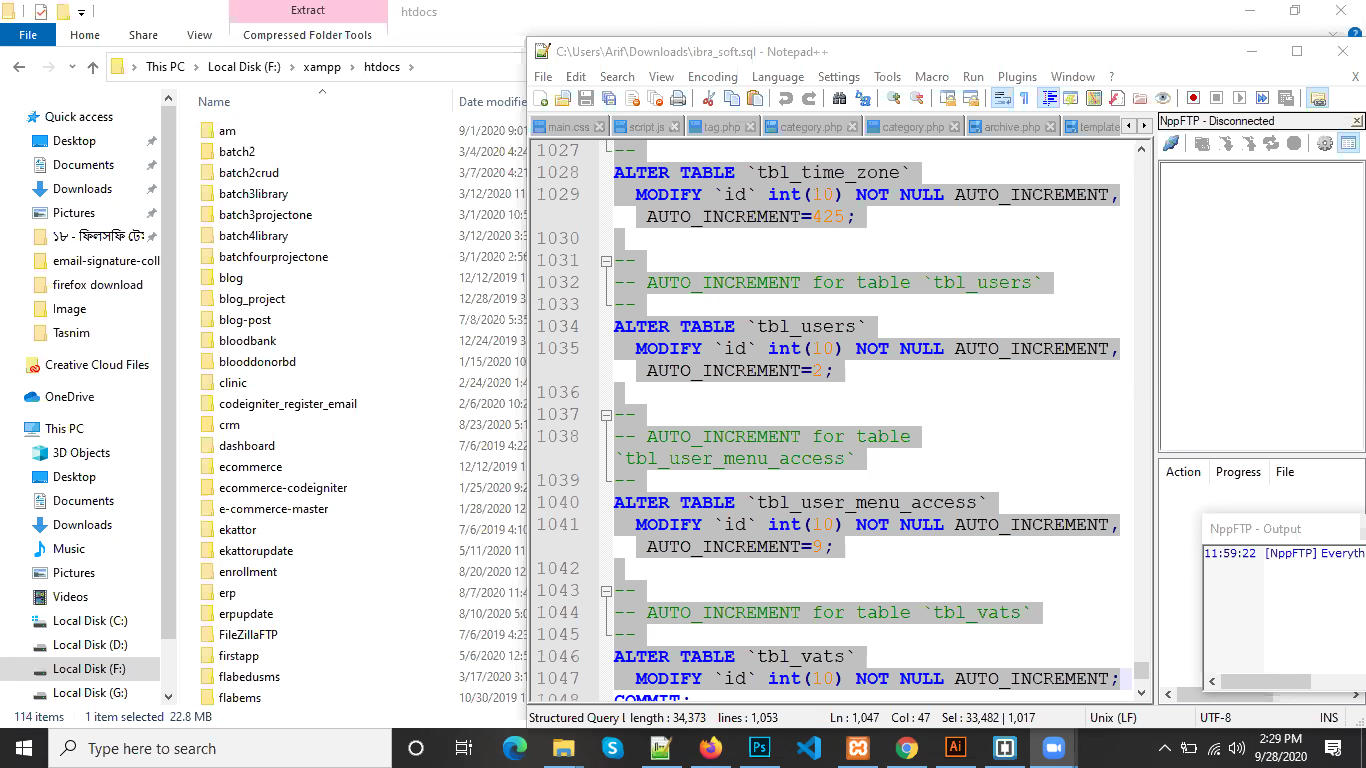 Extract
htdocs
File
Home
Share
View
Compressed Folder Tools
This PC
Local Disk (F:)
xampp
htdocs
Name
Date modifie
Quick access
Desktop
Documents
Downloads
Pictures
email-signature-coll
firefox download
Image
Tasnim
Creative Cloud Files
OneDrive
This PC
3D Objects
Desktop
Documents
Downloads
Music
Pictures
Videos
Local Disk (C:)
Local Disk (D:)
Local Disk (F:)
Local Disk (G:)
am 9/1/2020 9:01
batch2 3/4/2020 4:24
batch2crud 3/7/2020 4:21
batch3library 3/12/2020 11
batch3projectone 3/1/2020 10:5
batch4library 3/12/2020 3:3
batchfourprojectone 3/1/2020 2:56
blog 12/12/2019 1
blog_project 12/28/2019 3
blog-post 7/8/2020 5:35
bloodbank 12/24/2019 1
blooddonorbd 1/15/2020 10
clinic 2/24/2020 1:4
codeigniter_register_email 2/6/2020 10:2
crm 8/23/2020 5:1
dashboard 7/6/2019 4:22
ecommerce 12/12/2019 1
ecommerce-codeigniter 1/25/2020 9:2
e-commerce-master 1/28/2020 12
ekattor 7/6/2019 4:10
ekattorupdate 5/11/2020 11
enrollment 8/20/2020 12
erp 8/7/2020 11:4
erpupdate 8/10/2020 5:0
FileZillaFTP 7/6/2019 4:23
firstapp 5/6/2020 12:5
flabedusms 3/17/2020 3:1
flabems 10/30/2019 1
114 items 1 item selected 22.8 MB
C:\Users\Arif\Downloads\ibra_soft.sql - Notepad++
File Edit Search View Encoding Language Settings Tools Macro Run Plugins Window ? X
main.css script.js tag.php category.php category.php archive.php template
1027 --
1028 ALTER TABLE `tbl_time_zone`
1029 MODIFY `id` int(10) NOT NULL AUTO_INCREMENT,
AUTO_INCREMENT=425;
1030
1031 --
1032 -- AUTO_INCREMENT for table `tbl_users`
1033 --
1034 ALTER TABLE `tbl_users`
1035 MODIFY `id` int(10) NOT NULL AUTO_INCREMENT,
AUTO_INCREMENT=2;
1036
1037 --
1038 -- AUTO_INCREMENT for table
`tbl_user_menu_access`
1039 --
1040 ALTER TABLE `tbl_user_menu_access`
1041 MODIFY `id` int(10) NOT NULL AUTO_INCREMENT,
AUTO_INCREMENT=9;
1042
1043 --
1044 -- AUTO_INCREMENT for table `tbl_vats`
1045 --
1046 ALTER TABLE `tbl_vats`
1047 MODIFY `id` int(10) NOT NULL AUTO_INCREMENT;
1048 COMMIT;
Structured Query l length : 34,373 lines : 1,053 Ln : 1,047 Col : 47 Sel : 33,482 | 1,017 Unix (LF) UTF-8 INS
NppFTP - Disconnected
Action Progress File
NppFTP - Output
11:59:22 [NppFTP] Everyth
Type here to search
2:29 PM
9/28/2020